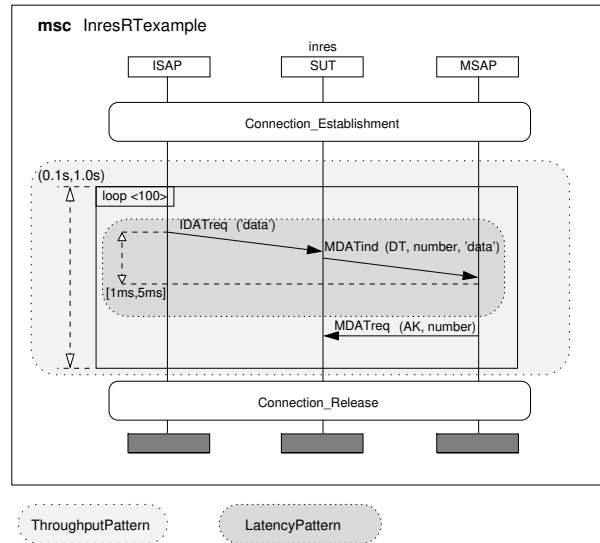 msc InresRTexample
inres
ISAP SUT MSAP
Connection_Establishment
(0.1s,1.0s)
loop <100>
IDATreq ('data')
MDATind (DT, number, 'data')
[1ms,5ms]
MDATreq (AK, number)
Connection_Release
ThroughputPattern LatencyPattern